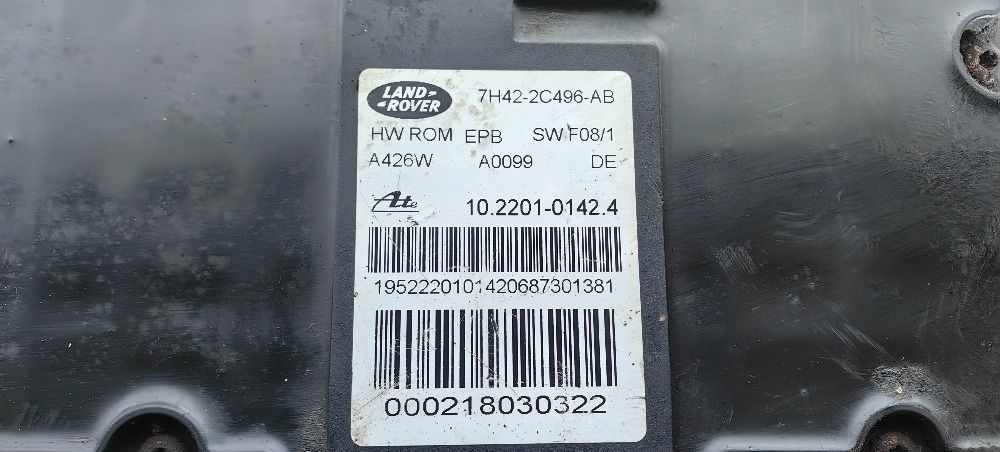 LAND-
-ROVER
7H42-2C496-AB
HW ROM EPB SW F08/1
A426W A0099 DE
Ate 10.2201-0142.4
1952220101420687301381
000218030322